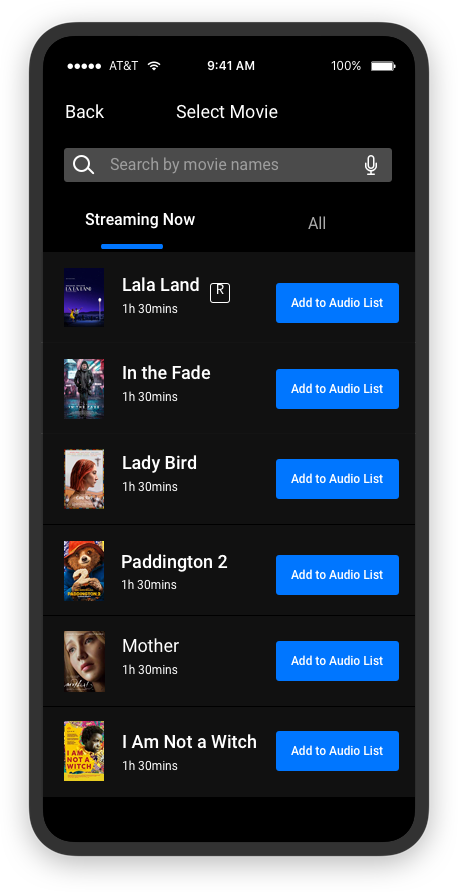 AT&T 9:41 AM 100%
Back Select Movie
Search by movie names
Streaming Now All
LA LA LAND
Lala Land R
1h 30mins
Add to Audio List
In the Fade
1h 30mins
Add to Audio List
IN THE FADE
Lady Bird
1h 30mins
Add to Audio List
2
PADDINGTON 2
Paddington 2
1h 30mins
Add to Audio List
mother!
Mother
1h 30mins
Add to Audio List
I AM
NOT A
WITCH
I Am Not a Witch
1h 30mins
Add to Audio List